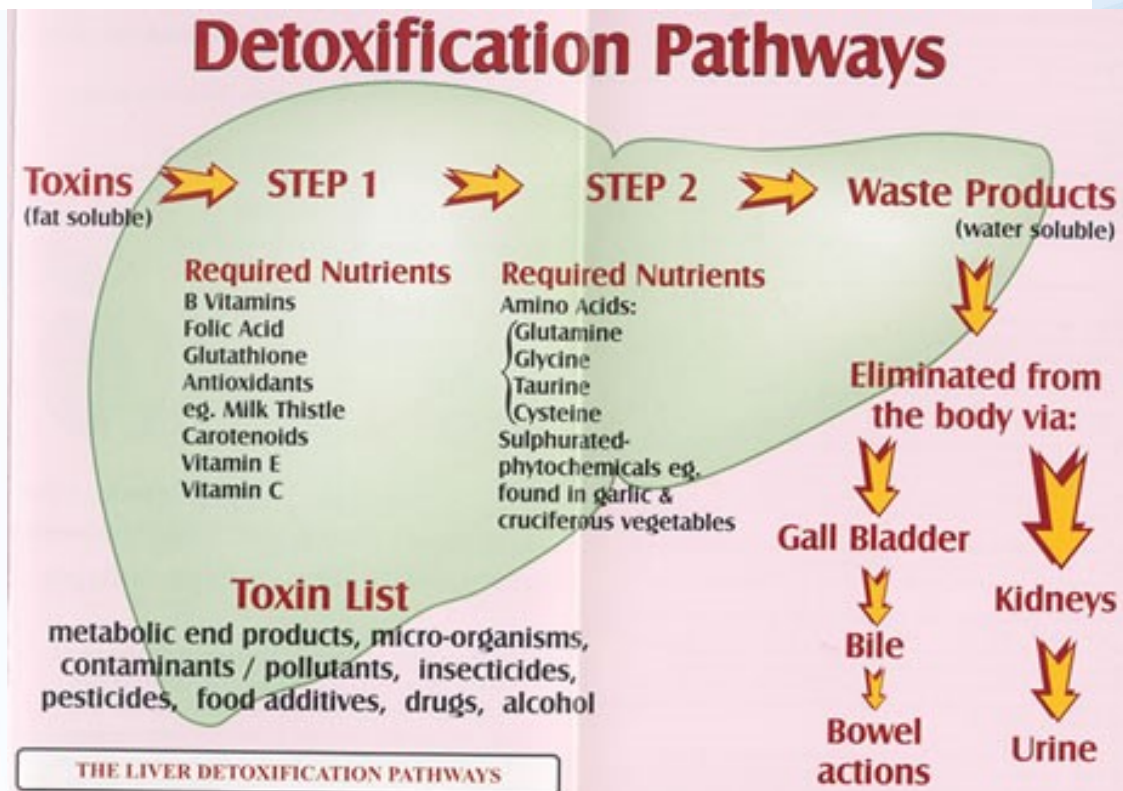 Detoxification Pathways
Toxins
(fat soluble)
STEP 1
STEP 2
Waste Products
(water soluble)
Required Nutrients
B Vitamins
Folic Acid
Glutathione
Antioxidants
eg. Milk Thistle
Carotenoids
Vitamin E
Vitamin C
Required Nutrients
Amino Acids:
Glutamine
Glycine
Taurine
Cysteine
Sulphurated-
phytochemicals eg.
found in garlic &
cruciferous vegetables
Eliminated from
the body via:
Gall Bladder
Bile
Bowel
actions
Kidneys
Urine
Toxin List
metabolic end products, micro-organisms,
contaminants / pollutants, insecticides,
pesticides, food additives, drugs, alcohol
THE LIVER DETOXIFICATION PATHWAYS